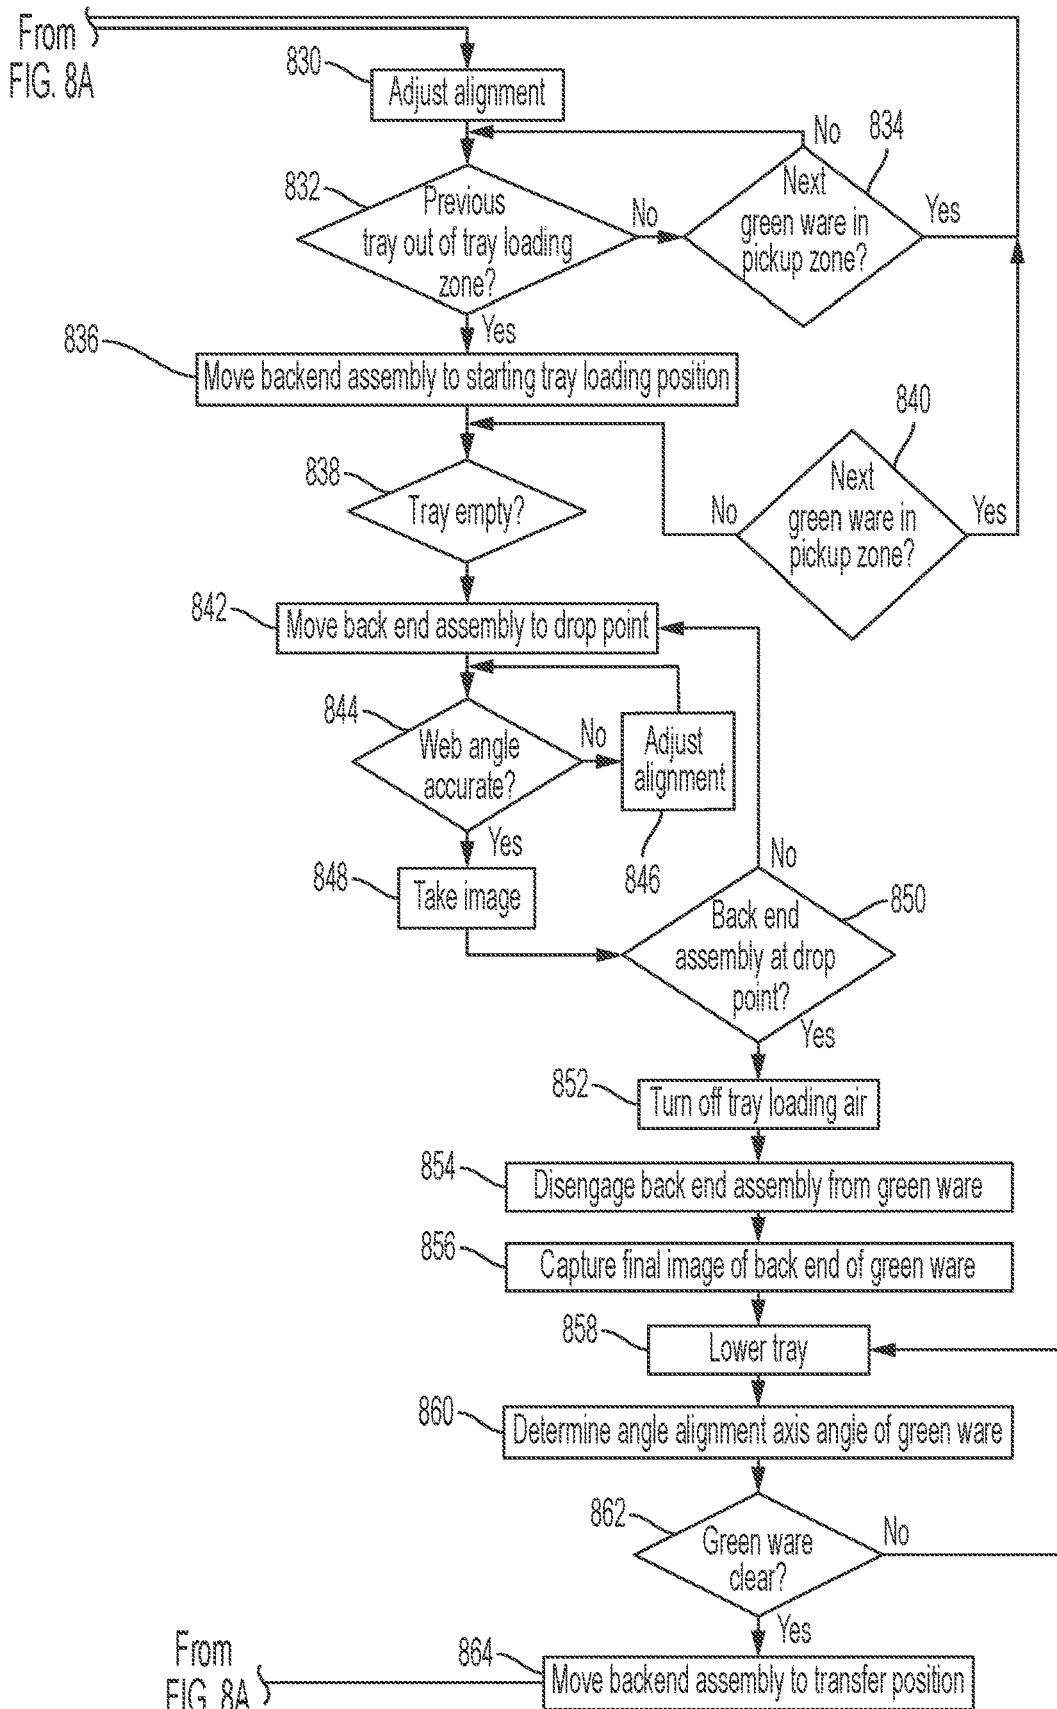 From
FIG. 8A
830
Adjust alignment
No
834
832
Previous
tray out of tray loading
zone?
No
Next
green ware in
pickup zone?
Yes
Yes
836
Move backend assembly to starting tray loading position
840
838
Tray empty?
No
Next
green ware in
pickup zone?
Yes
842
Move back end assembly to drop point
844
Web angle
accurate?
No
Adjust
alignment
Yes
846
No
848
Take image
850
Back end
assembly at drop
point?
Yes
852
Turn off tray loading air
854
Disengage back end assembly from green ware
856
Capture final image of back end of green ware
858
Lower tray
860
Determine angle alignment axis angle of green ware
862
Green ware
clear?
No
Yes
From
FIG. 8A
864
Move backend assembly to transfer position